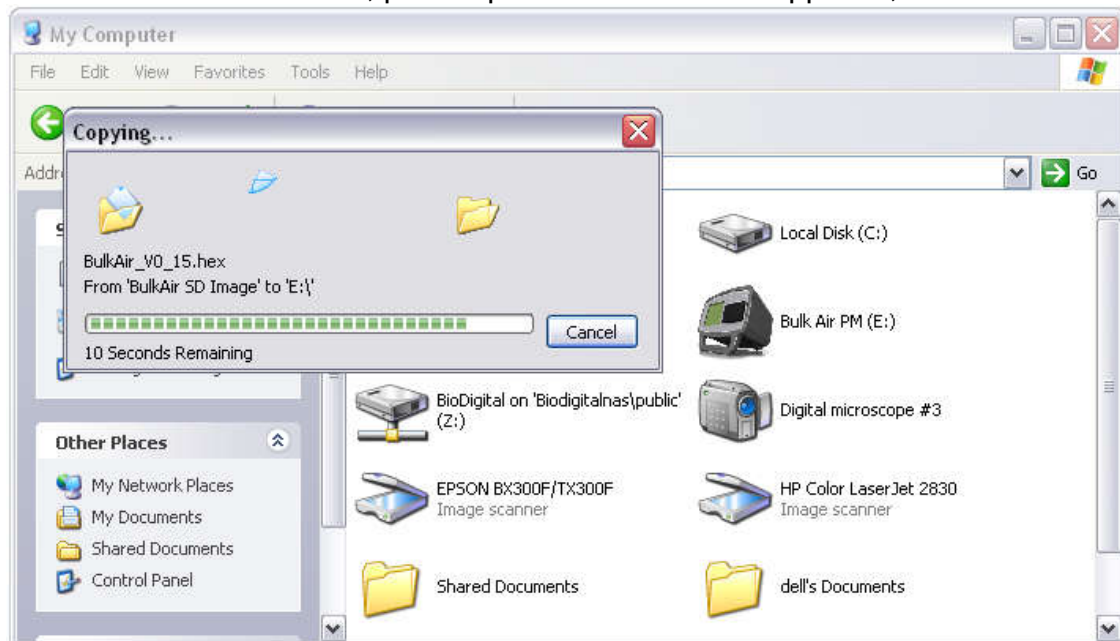 My Computer
File Edit View Favorites Tools Help
Copying...
Addr
Go
BulkAir_V0_15.hex
From 'BulkAir SD Image' to 'E:\'
Cancel
10 Seconds Remaining
Local Disk (C:)
Bulk Air PM (E:)
BioDigital on 'Biodigitalnas\public'
(Z:)
Digital microscope #3
EPSON BX300F/TX300F
Image scanner
HP Color LaserJet 2830
Image scanner
Shared Documents
dell's Documents
Other Places
My Network Places
My Documents
Shared Documents
Control Panel